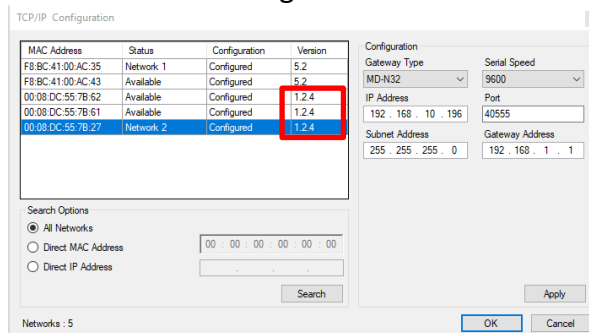 TCP/IP Configuration
MAC Address Status Configuration Version
F8:BC:41:00:AC:35 Network 1 Configured 5.2
F8:BC:41:00:AC:43 Available Configured 5.2
00:08:DC:55:7B:62 Available Configured 1.2.4
00:08:DC:55:7B:61 Available Configured 1.2.4
00:08:DC:55:7B:27 Network 2 Configured 1.2.4
Search Options
All Networks
Direct MAC Address 00 : 00 : 00 : 00 : 00 : 00
Direct IP Address . . .
Search
Networks : 5
Configuration
Gateway Type Serial Speed
MD-N32 9600
IP Address Port
192 . 168 . 10 . 196 40555
Subnet Address Gateway Address
255 . 255 . 255 . 0 192 . 168 . 1 . 1
Apply
OK Cancel